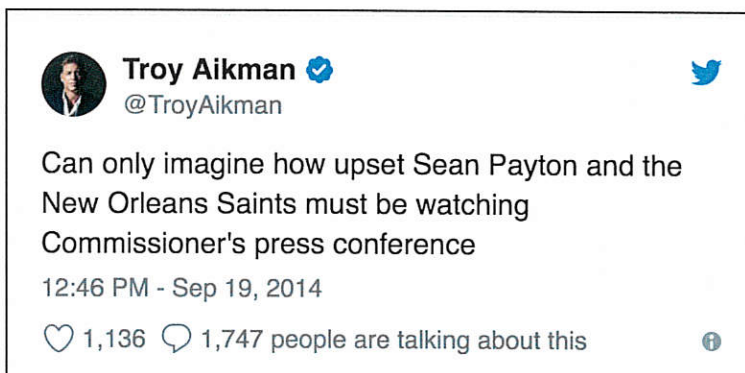 Troy Aikman
@TroyAikman
Can only imagine how upset Sean Payton and the
New Orleans Saints must be watching
Commissioner's press conference
12:46 PM - Sep 19, 2014
1,136 1,747 people are talking about this